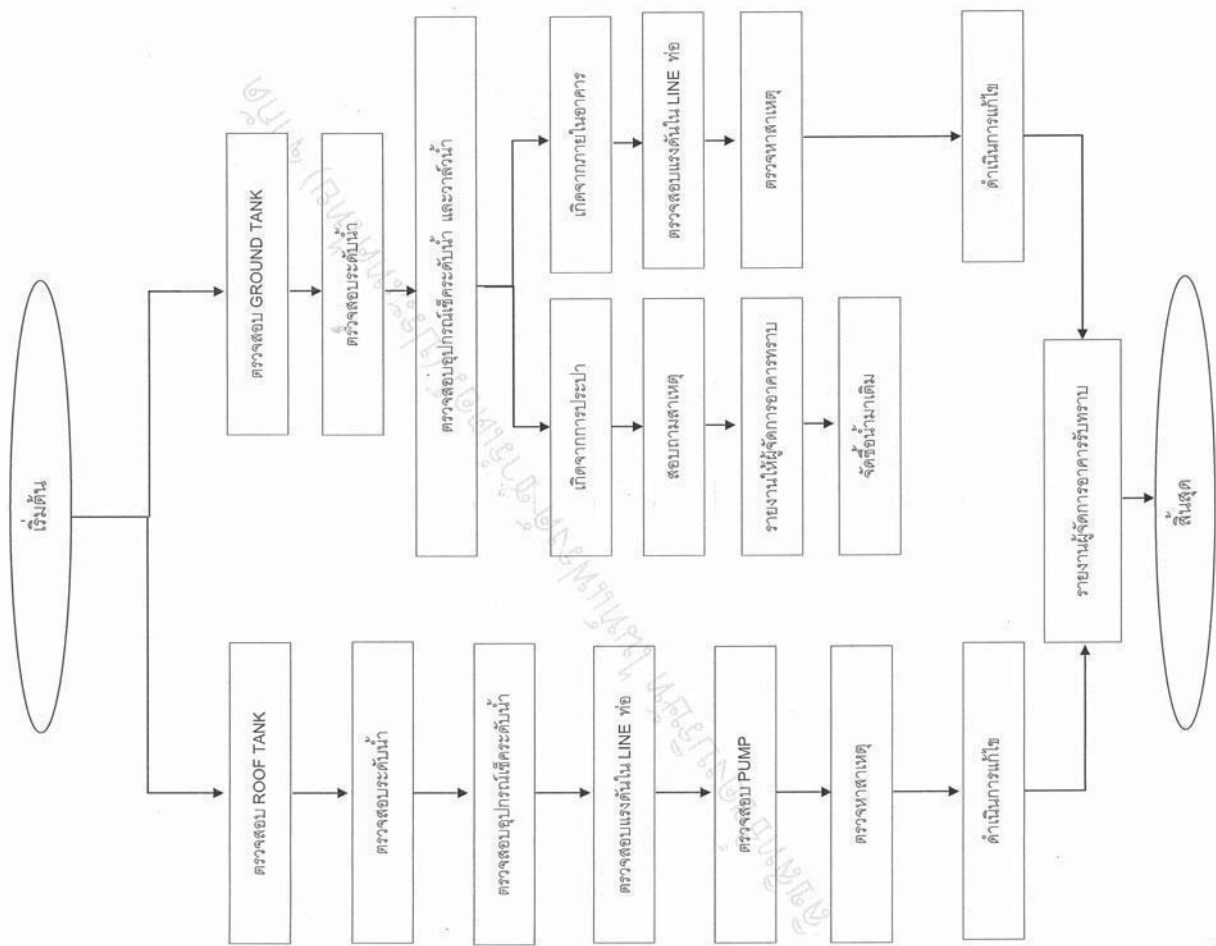 เริ่มต้น
ตรวจสอบ ROOF TANK
ตรวจสอบระดับน้ำ
ตรวจสอบอุปกรณ์เช็คระดับน้ำ
ตรวจสอบแรงดันใน LINE ท่อ
ตรวจสอบ PUMP
ตรวจหาสาเหตุ
ดำเนินการแก้ไข
ตรวจสอบ GROUND TANK
ตรวจสอบระดับน้ำ
ตรวจสอบอุปกรณ์เช็คระดับน้ำ และวาล์วน้ำ
เกิดจากการประปา
สอบถามสาเหตุ
รายงานให้ผู้จัดการอาคารทราบ
จัดซื้อน้ำมาเติม
เกิดจากภายในอาคาร
ตรวจสอบแรงดันใน LINE ท่อ
ตรวจหาสาเหตุ
ดำเนินการแก้ไข
รายงานผู้จัดการอาคารรับทราบ
สิ้นสุด